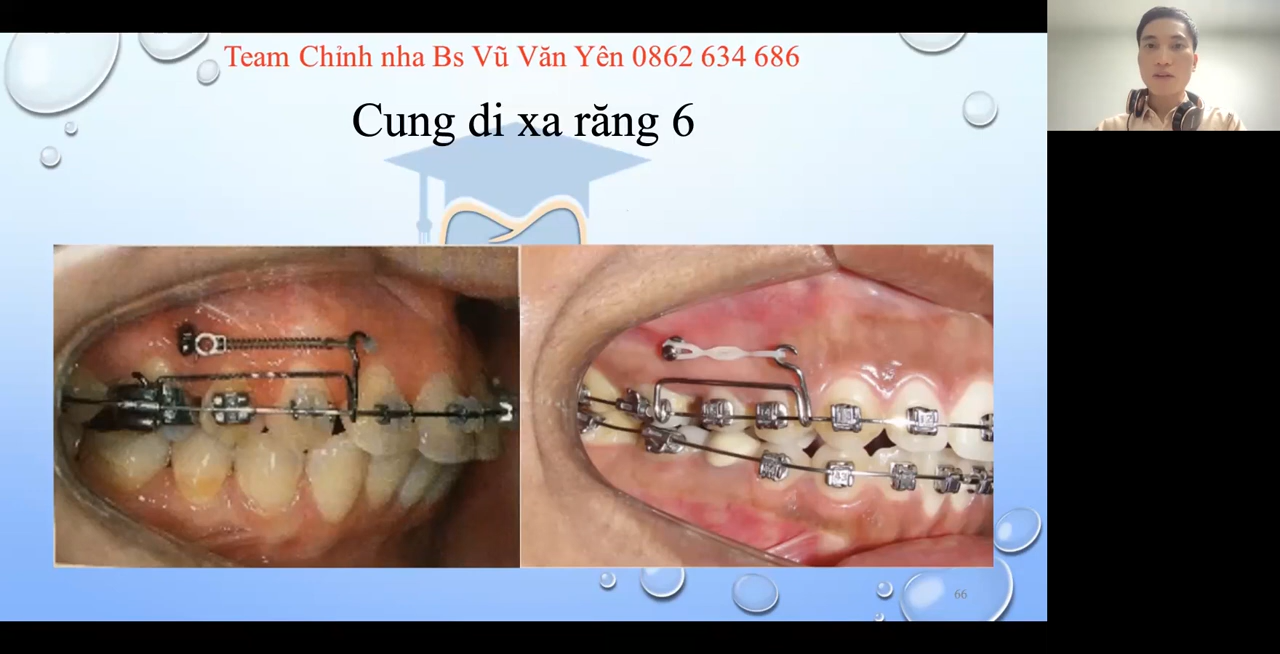 Team Chỉnh nha Bs Vũ Văn Yên 0862 634 686
Cung di xa răng 6
66